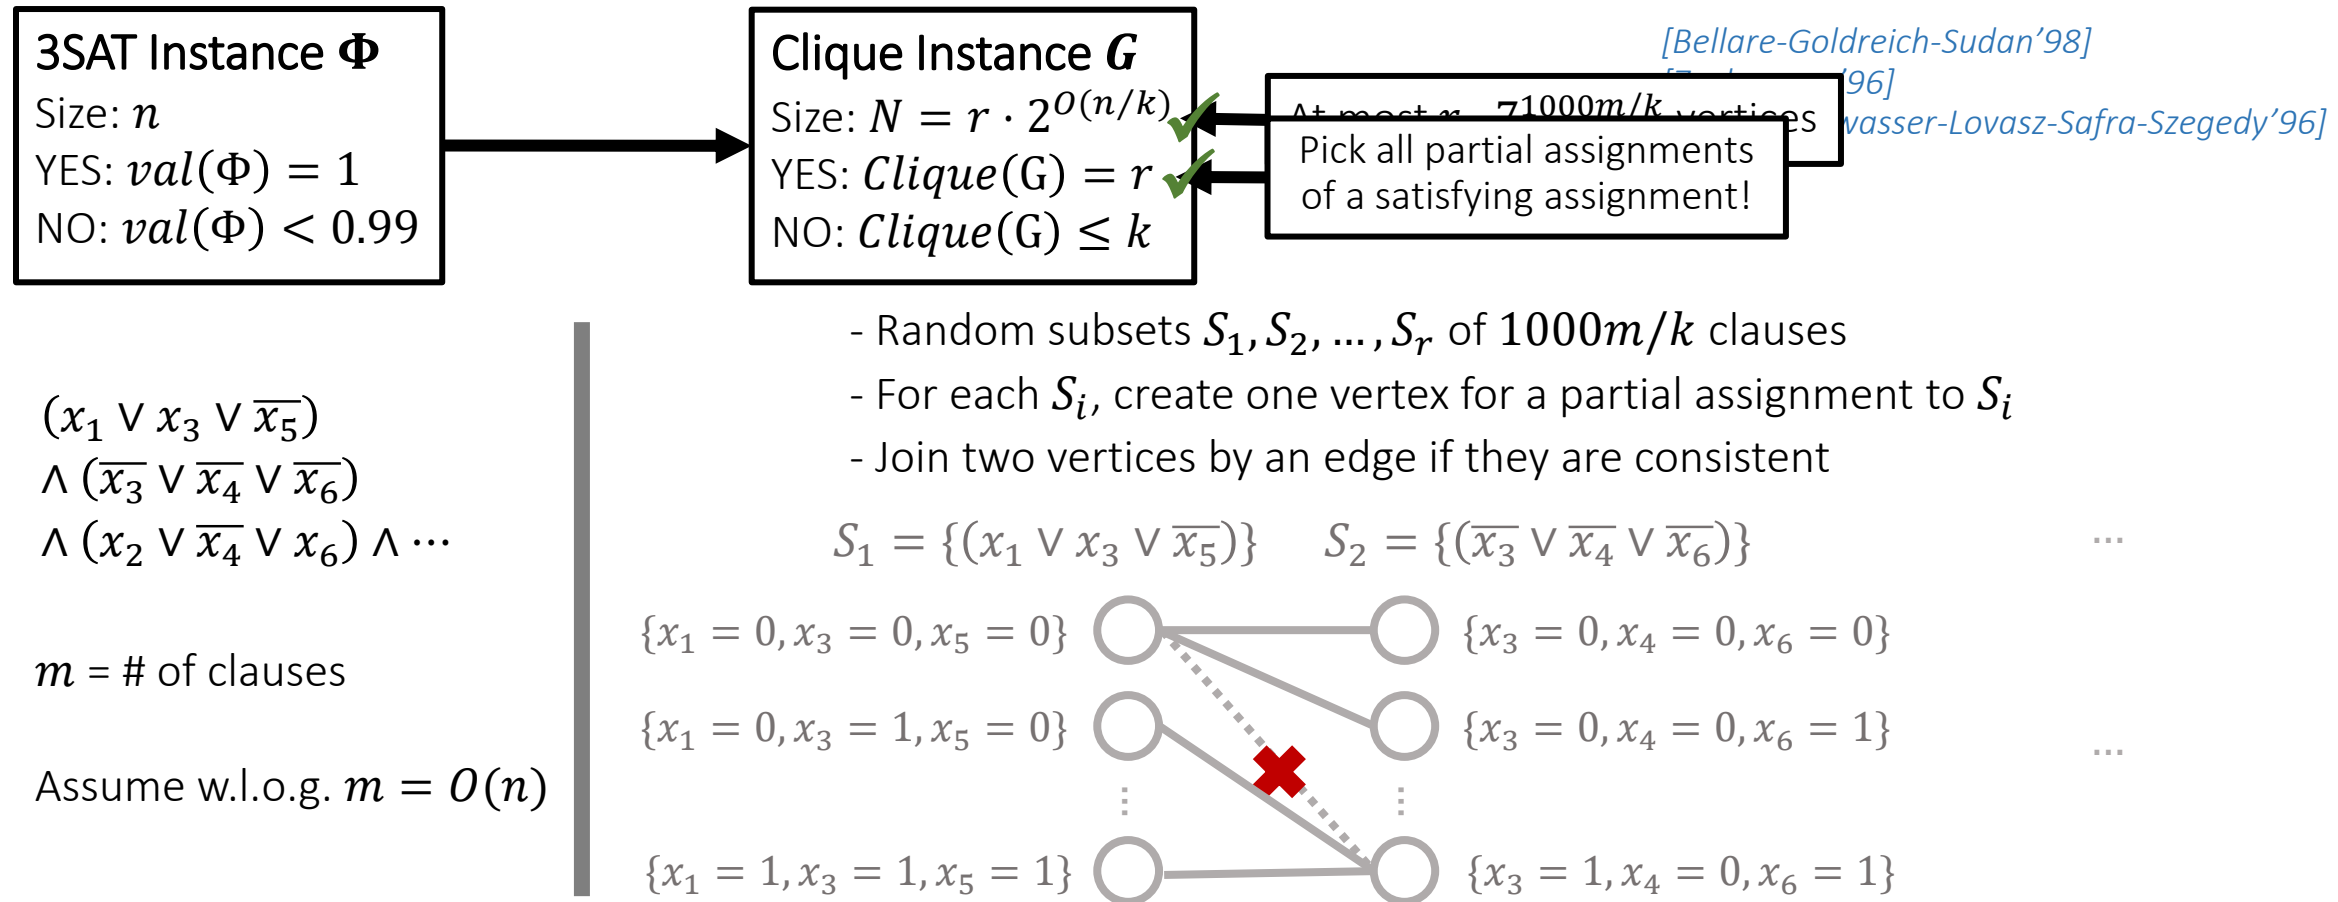 3SAT Instance Φ
Size: n
YES: val(Φ) = 1
NO: val(Φ) < 0.99
Clique Instance G
Size: N = r · 2^{O(n/k)}
YES: Clique(G) = r
NO: Clique(G) ≤ k
[Bellare-Goldreich-Sudan’98]
’96]
wasser-Lovasz-Safra-Szegedy’96]
At most r · 7^{1000m/k} vertices
Pick all partial assignments
of a satisfying assignment!
- Random subsets S₁, S₂, …, Sᵣ of 1000m/k clauses
- For each Sᵢ, create one vertex for a partial assignment to Sᵢ
- Join two vertices by an edge if they are consistent
(x₁ ∨ x₃ ∨ x̅₅)
∧ (x̅₃ ∨ x̅₄ ∨ x̅₆)
∧ (x₂ ∨ x̅₄ ∨ x₆) ∧ ⋯
m = # of clauses
Assume w.l.o.g. m = O(n)
S₁ = {(x₁ ∨ x₃ ∨ x̅₅)} S₂ = {(x̅₃ ∨ x̅₄ ∨ x̅₆)} …
{x₁ = 0, x₃ = 0, x₅ = 0} {x₃ = 0, x₄ = 0, x₆ = 0}
{x₁ = 0, x₃ = 1, x₅ = 0} {x₃ = 0, x₄ = 0, x₆ = 1} …
⋮ ⋮
{x₁ = 1, x₃ = 1, x₅ = 1} {x₃ = 1, x₄ = 0, x₆ = 1}